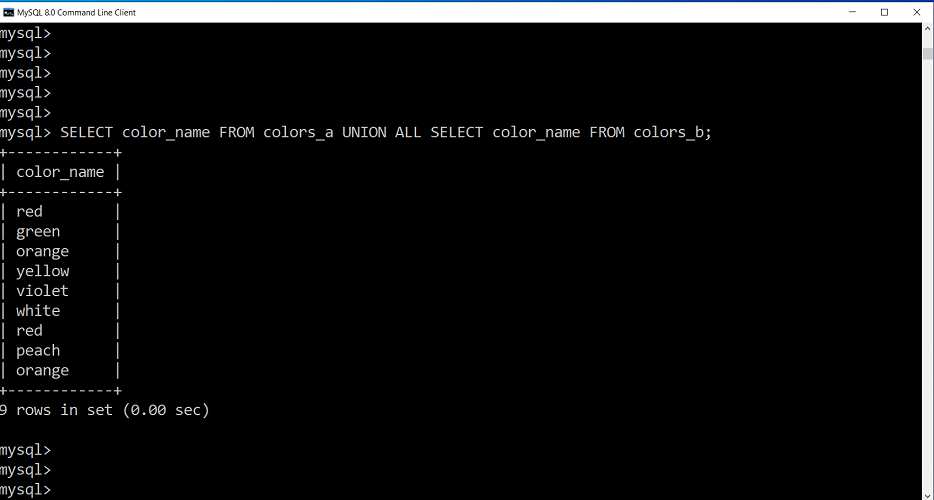 MySQL 8.0 Command Line Client
mysql>
mysql>
mysql>
mysql>
mysql>
mysql> SELECT color_name FROM colors_a UNION ALL SELECT color_name FROM colors_b;
+------------+
| color_name |
+------------+
| red        |
| green      |
| orange     |
| yellow     |
| violet     |
| white      |
| red        |
| peach      |
| orange     |
+------------+
9 rows in set (0.00 sec)
mysql>
mysql>
mysql>